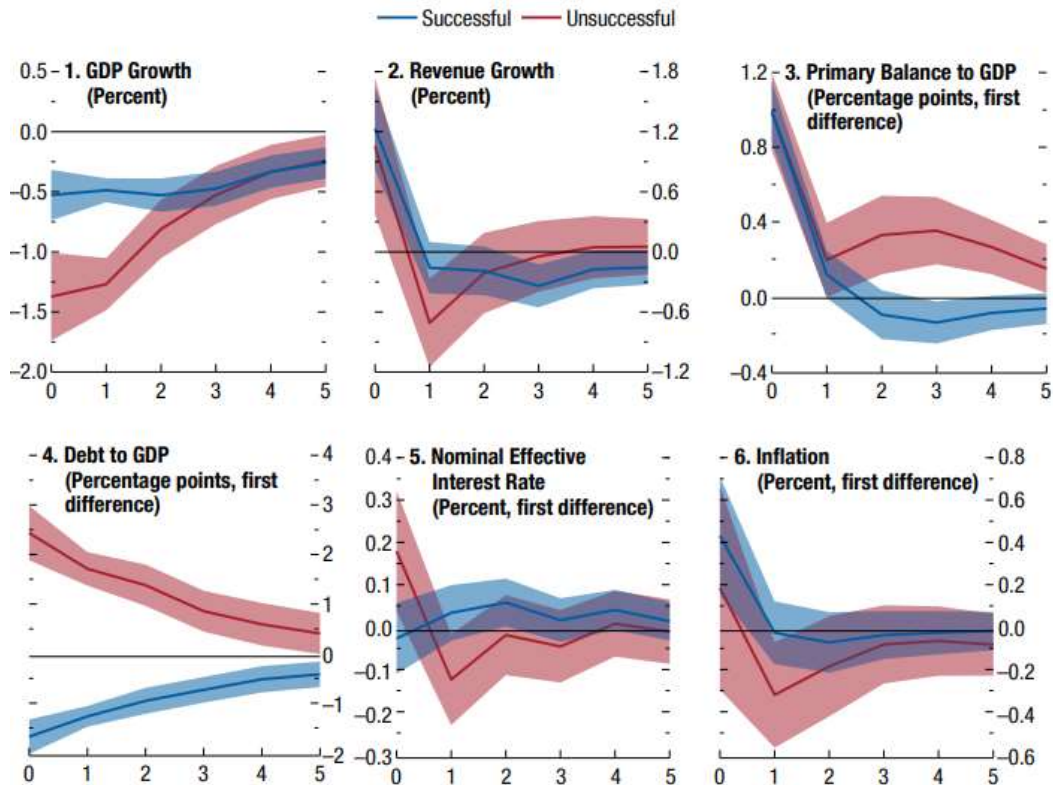 Successful Unsuccessful
1. GDP Growth
(Percent)
0.5
0.0
–0.5
–1.0
–1.5
–2.0
0 1 2 3 4 5
2. Revenue Growth
(Percent)
1.8
1.2
0.6
0.0
–0.6
–1.2
0 1 2 3 4 5
3. Primary Balance to GDP
(Percentage points, first
difference)
1.2
0.8
0.4
0.0
–0.4
0 1 2 3 4 5
4. Debt to GDP
(Percentage points, first
difference)
4
3
2
1
0
–1
–2
0 1 2 3 4 5
5. Nominal Effective
Interest Rate
(Percent, first difference)
0.4
0.3
0.2
0.1
0.0
–0.1
–0.2
–0.3
0 1 2 3 4 5
6. Inflation
(Percent, first difference)
0.8
0.6
0.4
0.2
0.0
–0.2
–0.4
–0.6
0 1 2 3 4 5